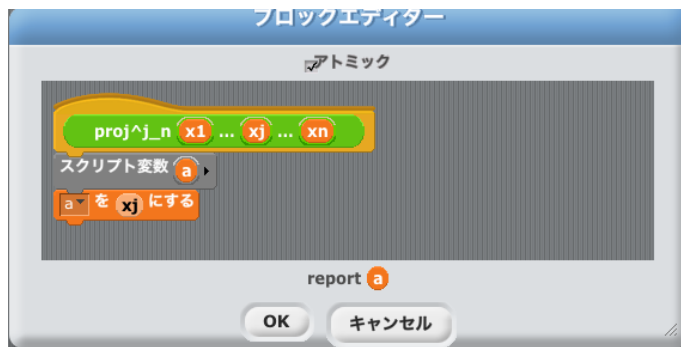 ブロックエディター
アトミック
proj^j_n x1 ... xj ... xn
スクリプト変数 a
a を xj にする
report a
OK キャンセル